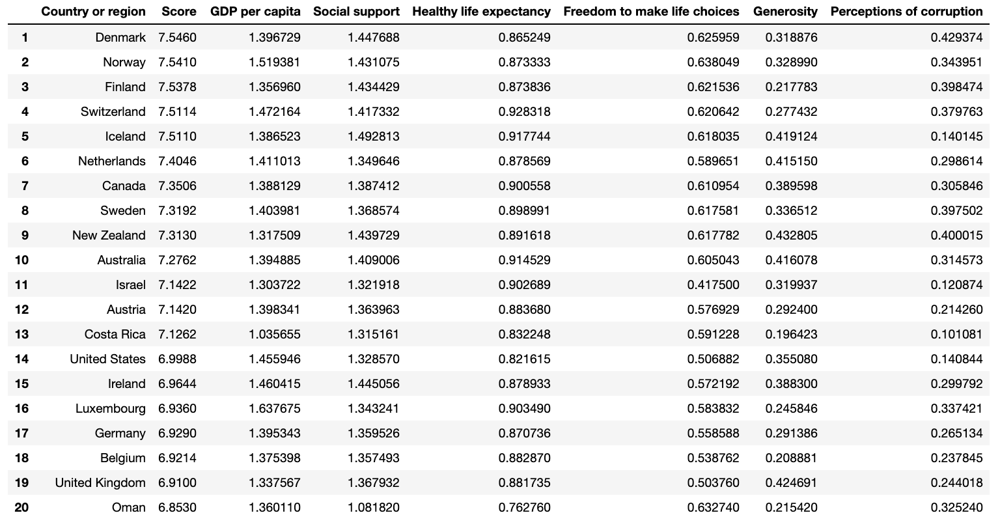 Country or region Score GDP per capita Social support Healthy life expectancy Freedom to make life choices Generosity Perceptions of corruption
1 Denmark 7.5460 1.396729 1.447688 0.865249 0.625959 0.318876 0.429374
2 Norway 7.5410 1.519381 1.431075 0.873333 0.638049 0.328990 0.343951
3 Finland 7.5378 1.356960 1.434429 0.873836 0.621536 0.217783 0.398474
4 Switzerland 7.5114 1.472164 1.417332 0.928318 0.620642 0.277432 0.379763
5 Iceland 7.5110 1.386523 1.492813 0.917744 0.618035 0.419124 0.140145
6 Netherlands 7.4046 1.411013 1.349646 0.878569 0.589651 0.415150 0.298614
7 Canada 7.3506 1.388129 1.387412 0.900558 0.610954 0.389598 0.305846
8 Sweden 7.3192 1.403981 1.368574 0.898991 0.617581 0.336512 0.397502
9 New Zealand 7.3130 1.317509 1.439729 0.891618 0.617782 0.432805 0.400015
10 Australia 7.2762 1.394885 1.409006 0.914529 0.605043 0.416078 0.314573
11 Israel 7.1422 1.303722 1.321918 0.902689 0.417500 0.319937 0.120874
12 Austria 7.1420 1.398341 1.363963 0.883680 0.576929 0.292400 0.214260
13 Costa Rica 7.1262 1.035655 1.315161 0.832248 0.591228 0.196423 0.101081
14 United States 6.9988 1.455946 1.328570 0.821615 0.506882 0.355080 0.140844
15 Ireland 6.9644 1.460415 1.445056 0.878933 0.572192 0.388300 0.299792
16 Luxembourg 6.9360 1.637675 1.343241 0.903490 0.583832 0.245846 0.337421
17 Germany 6.9290 1.395343 1.359526 0.870736 0.558588 0.291386 0.265134
18 Belgium 6.9214 1.375398 1.357493 0.882870 0.538762 0.208881 0.237845
19 United Kingdom 6.9100 1.337567 1.367932 0.881735 0.503760 0.424691 0.244018
20 Oman 6.8530 1.360110 1.081820 0.762760 0.632740 0.215420 0.325240